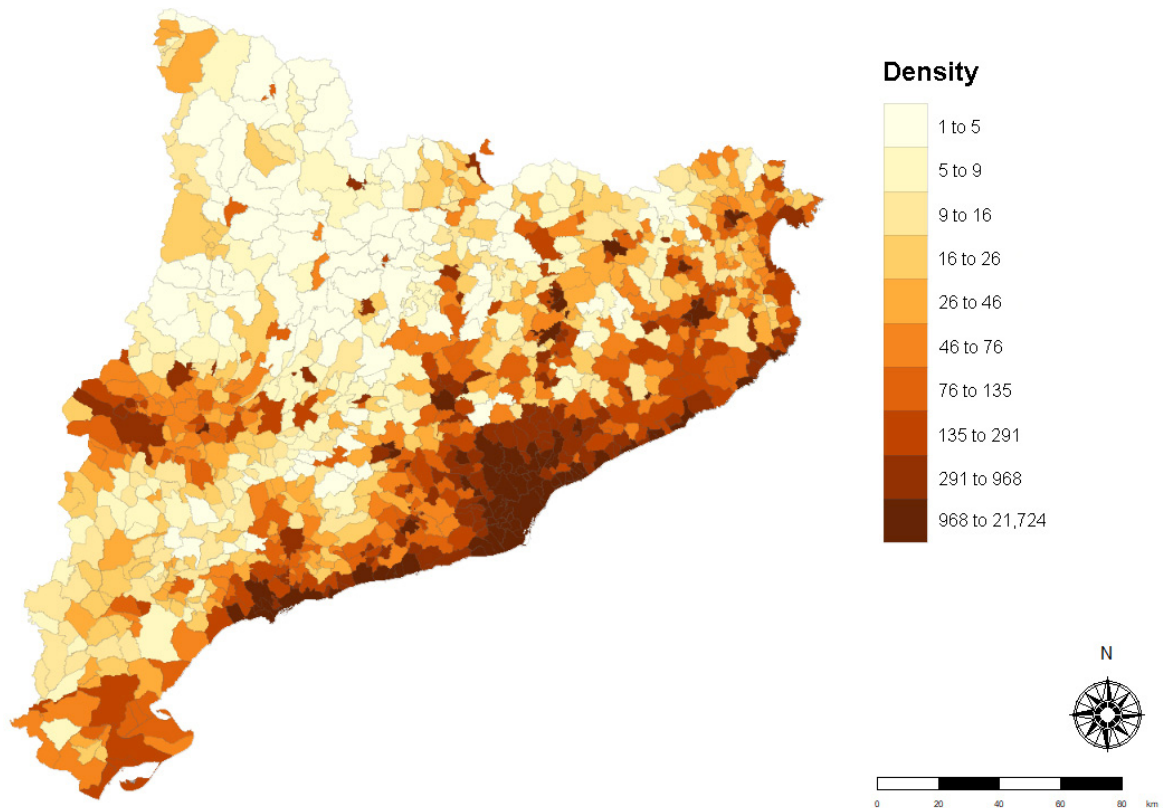 Density
1 to 5
5 to 9
9 to 16
16 to 26
26 to 46
46 to 76
76 to 135
135 to 291
291 to 968
968 to 21,724
N
0 20 40 60 80 km